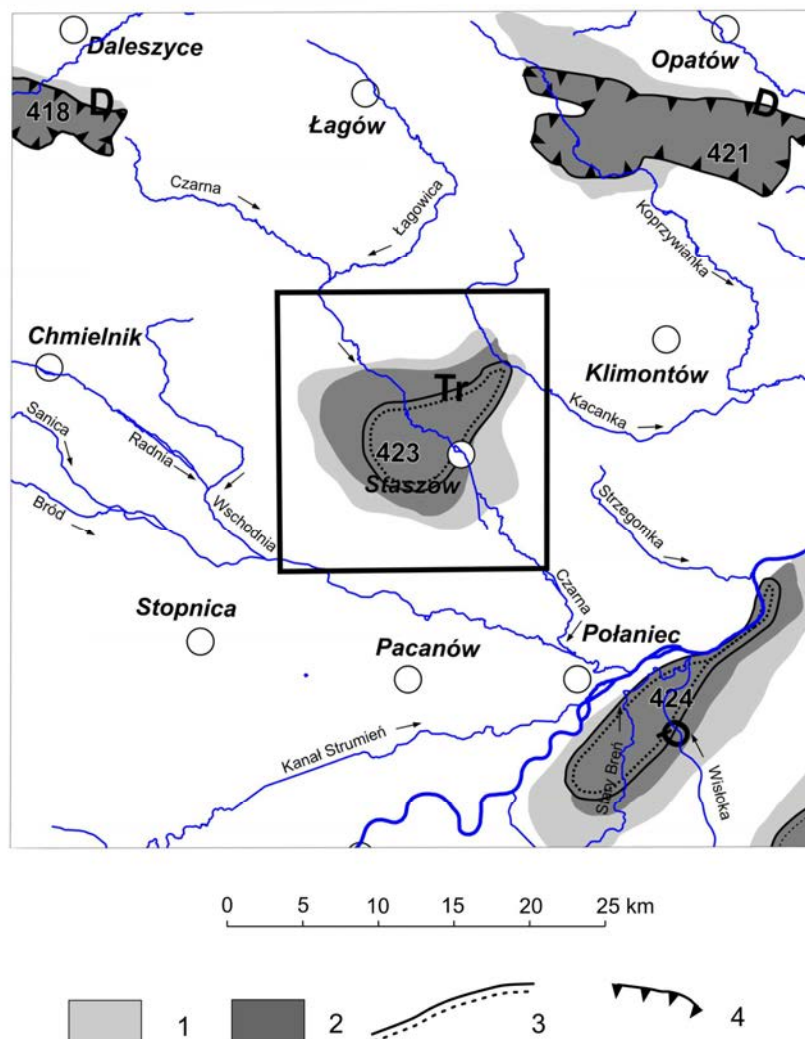 Daleszyce
Opatów
D
418
Łagów
D
421
Czarna
Łagowica
Koprzywianka
Chmielnik
Klimontów
Tr
423
Staszów
Kacanka
Sanica
Radnia
Bród
Wschodnia
Strzegomka
Stopnica
Czarna
Pacanów
Połaniec
424
Q
Kanał Strumień
Stary Breń
Wisłoka
0 5 10 15 20 25 km
1 2 3 4